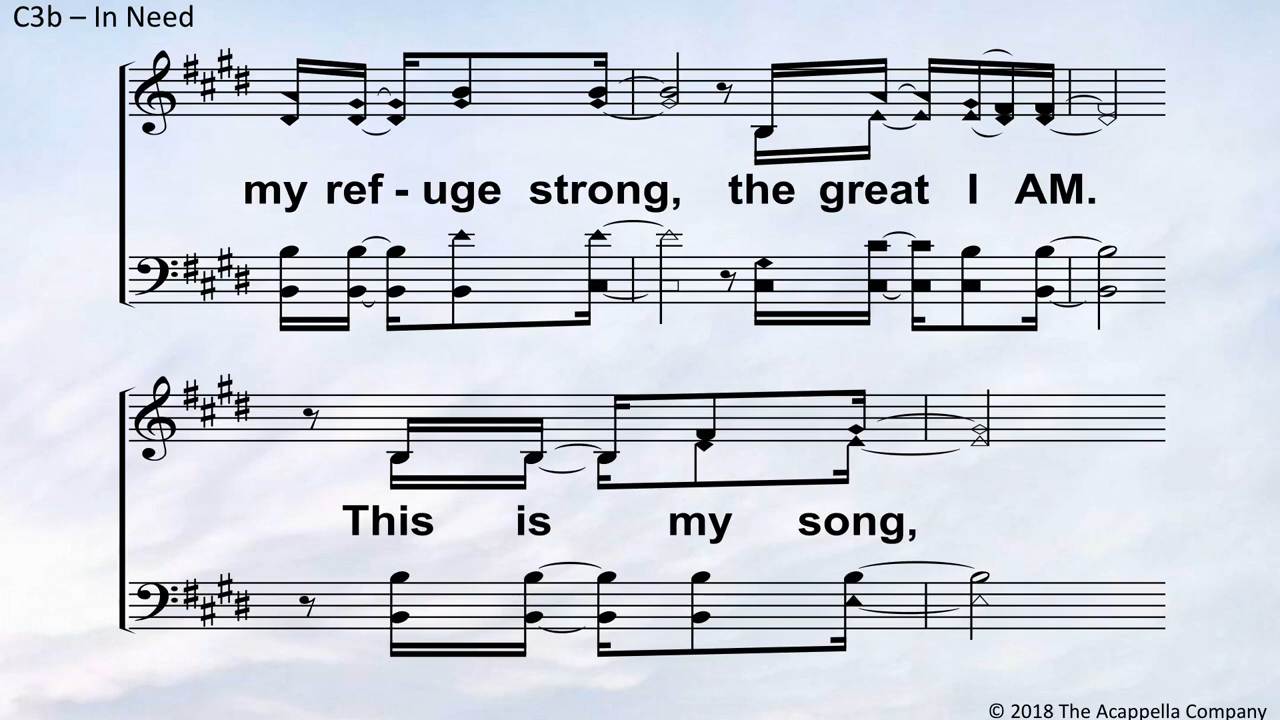 C3b – In Need
my ref - uge strong, the great I AM.
This is my song,
© 2018 The Acappella Company